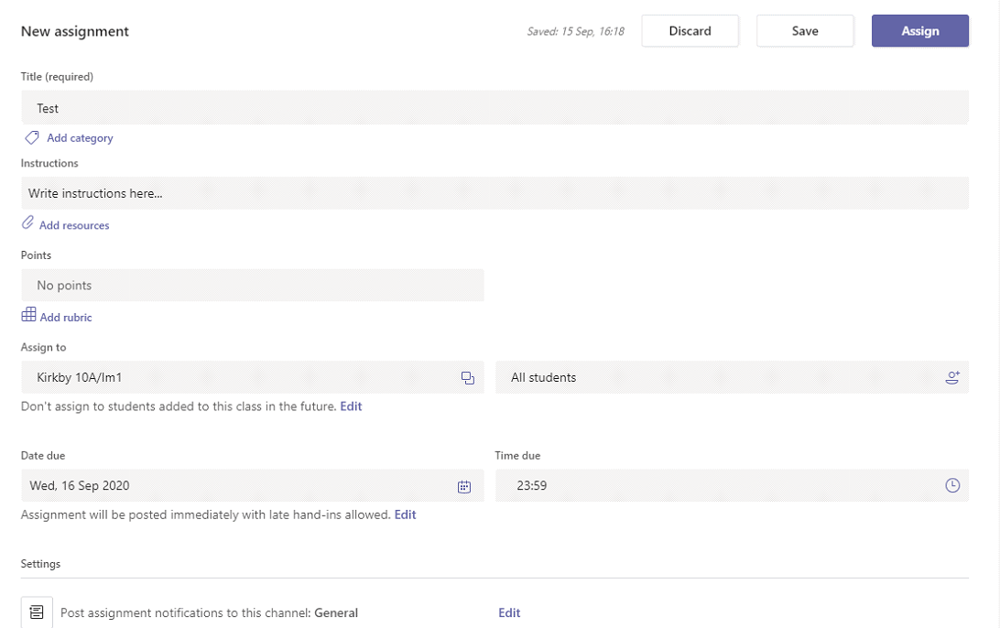 New assignment Saved: 15 Sep, 16:18 Discard Save Assign
Title (required)
Test
Add category
Instructions
Write instructions here...
Add resources
Points
No points
Add rubric
Assign to
Kirkby 10A/Im1 All students
Don't assign to students added to this class in the future. Edit
Date due Time due
Wed, 16 Sep 2020 23:59
Assignment will be posted immediately with late hand-ins allowed. Edit
Settings
Post assignment notifications to this channel: General Edit